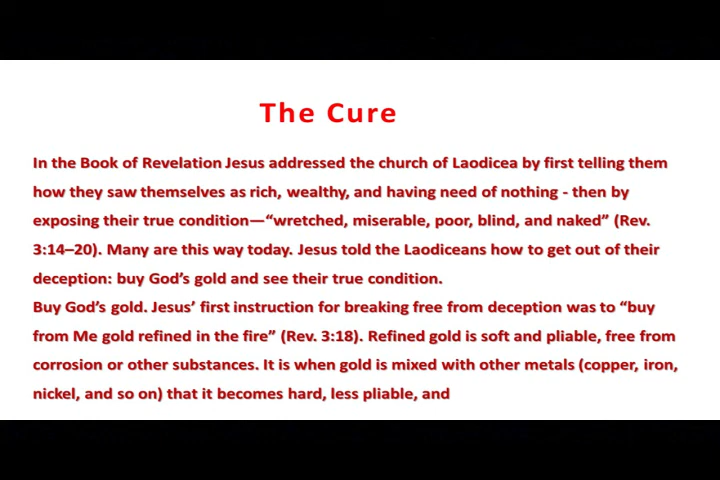 The Cure
In the Book of Revelation Jesus addressed the church of Laodicea by first telling them
how they saw themselves as rich, wealthy, and having need of nothing - then by
exposing their true condition—“wretched, miserable, poor, blind, and naked” (Rev.
3:14–20). Many are this way today. Jesus told the Laodiceans how to get out of their
deception: buy God’s gold and see their true condition.
Buy God’s gold. Jesus’ first instruction for breaking free from deception was to “buy
from Me gold refined in the fire” (Rev. 3:18). Refined gold is soft and pliable, free from
corrosion or other substances. It is when gold is mixed with other metals (copper, iron,
nickel, and so on) that it becomes hard, less pliable, and